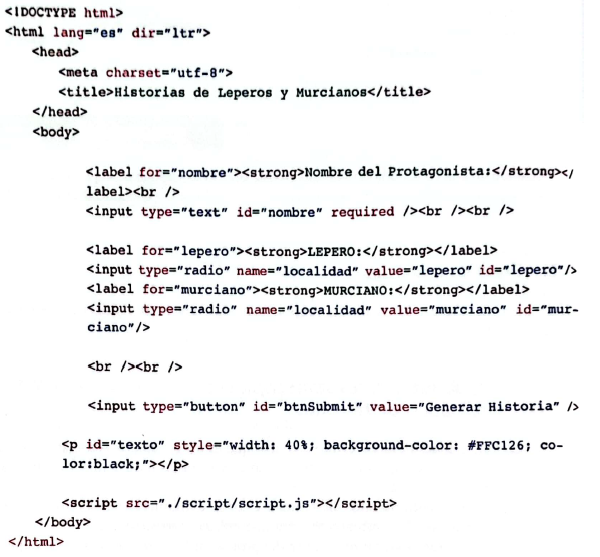 <!DOCTYPE html>
<html lang="es" dir="ltr">
<head>
<meta charset="utf-8">
<title>Historias de Leperos y Murcianos</title>
</head>
<body>
<label for="nombre"><strong>Nombre del Protagonista:</strong></
label><br />
<input type="text" id="nombre" required /><br /><br />
<label for="lepero"><strong>LEPERO:</strong></label>
<input type="radio" name="localidad" value="lepero" id="lepero"/>
<label for="murciano"><strong>MURCIANO:</strong></label>
<input type="radio" name="localidad" value="murciano" id="mur-
ciano"/>
<br /><br />
<input type="button" id="btnSubmit" value="Generar Historia" />
<p id="texto" style="width: 40%; background-color: #FFC126; co-
lor:black;"></p>
<script src="./script/script.js"></script>
</body>
</html>